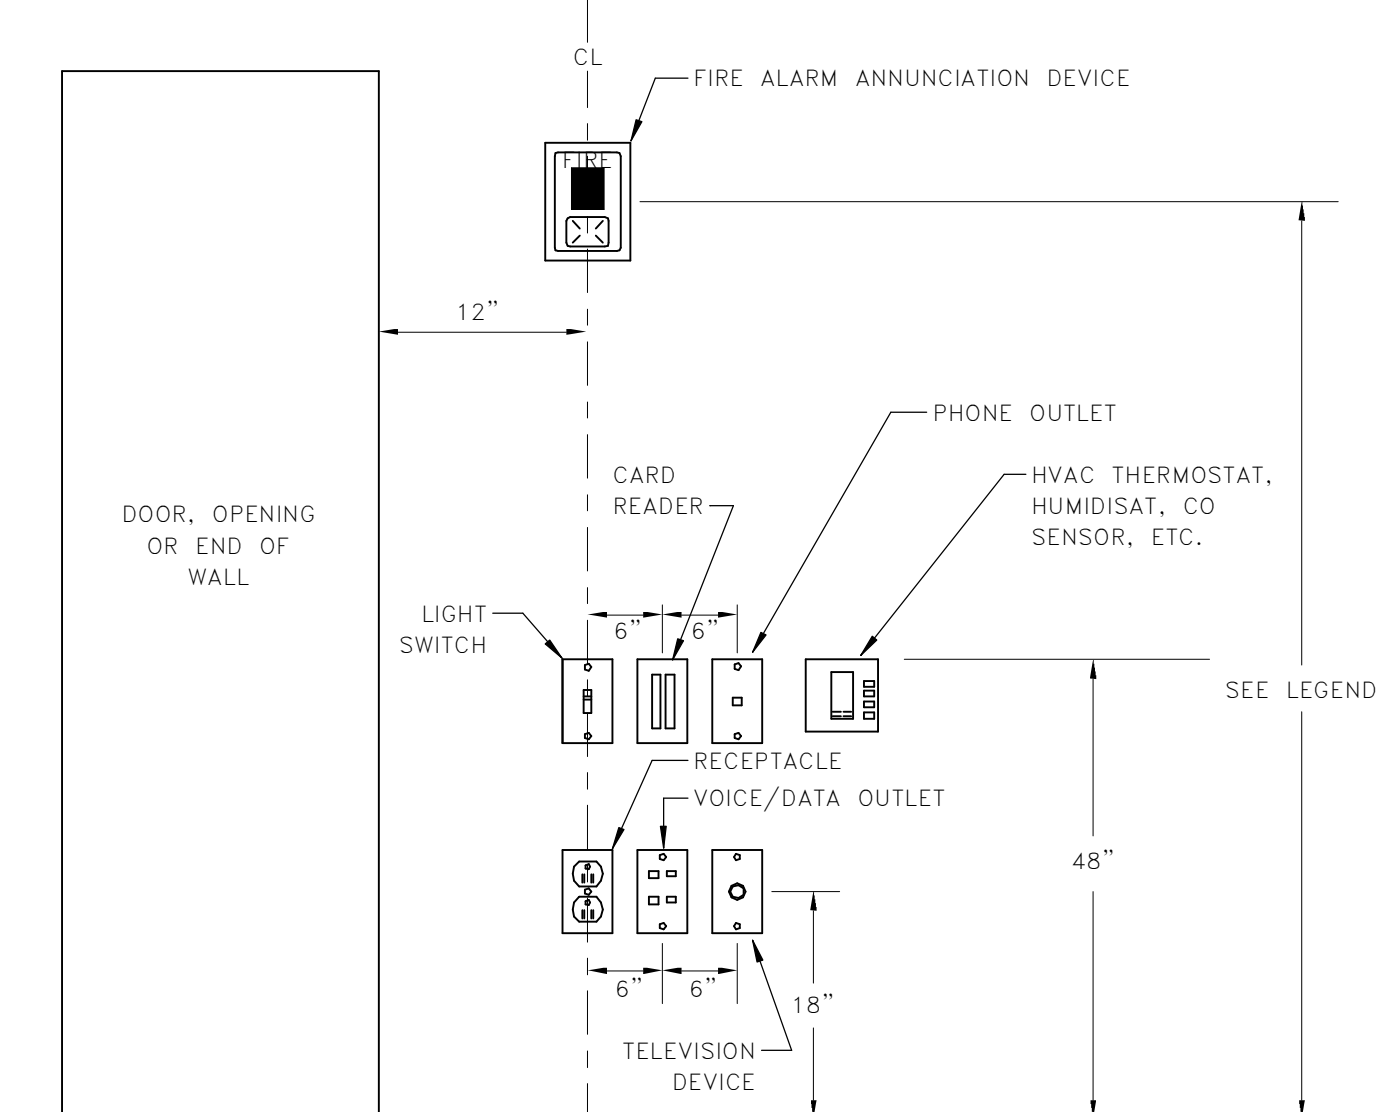 CL
FIRE ALARM ANNUNCIATION DEVICE
FIRE
12”
PHONE OUTLET
CARD
READER
HVAC THERMOSTAT,
HUMIDISAT, CO
SENSOR, ETC.
DOOR, OPENING
OR END OF
WALL
LIGHT
SWITCH
6”
6”
SEE LEGEND
RECEPTACLE
VOICE/DATA OUTLET
48”
6”
6”
18”
TELEVISION
DEVICE